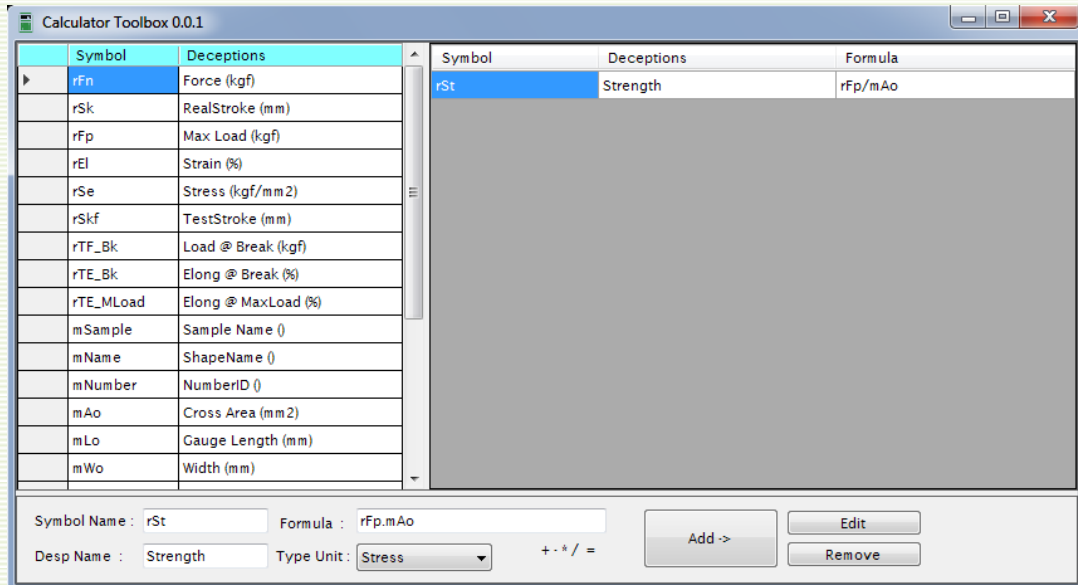 Calculator Toolbox 0.0.1
Symbol Deceptions
rFn Force (kgf)
rSk RealStroke (mm)
rFp Max Load (kgf)
rEl Strain (%)
rSe Stress (kgf/mm2)
rSkf TestStroke (mm)
rTF_Bk Load @ Break (kgf)
rTE_Bk Elong @ Break (%)
rTE_MLoad Elong @ MaxLoad (%)
mSample Sample Name ()
mName ShapeName ()
mNumber NumberID ()
mAo Cross Area (mm2)
mLo Gauge Length (mm)
mWo Width (mm)
Symbol Deceptions Formula
rSt Strength rFp/mAo
Symbol Name : rSt Formula : rFp.mAo
Desp Name : Strength Type Unit : Stress
+ - * / =
Add ->
Edit
Remove